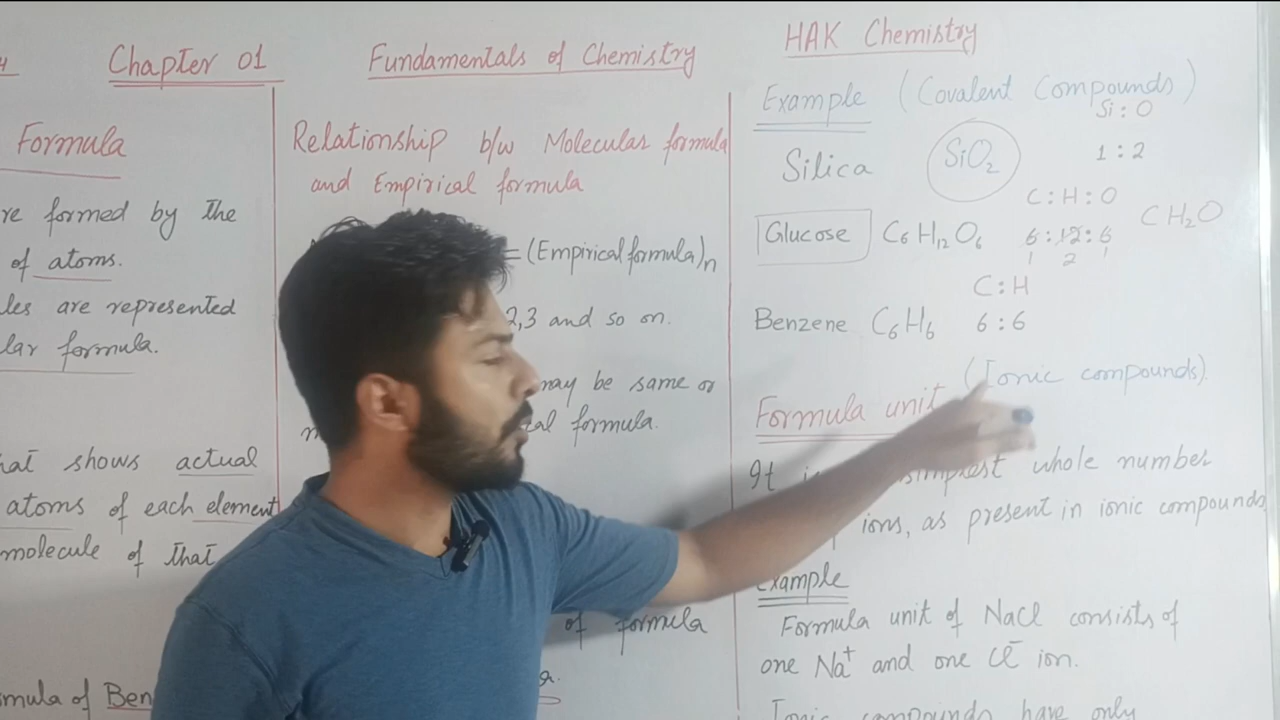 Chapter 01
Fundamentals of Chemistry
HAK Chemistry
Formula
re formed by the
of atoms.
les are represented
lar formula.
hat shows actual
atoms of each element
molecule of that
mula of Ben
Relationship b/w Molecular formula
and Empirical formula
= (Empirical formula)n
2,3 and so on.
may be same or
m
al formula.
of formula
a.
Example (Covalent Compounds)
Si : O
Silica SiO₂ 1 : 2
C : H : O
Glucose C₆H₁₂O₆ 6 : 12 : 6 CH₂O
1 2 1
C : H
Benzene C₆H₆ 6 : 6
(Ionic compounds).
Formula unit
It simplest whole number
ions, as present in ionic compounds
Example
Formula unit of NaCl consists of
one Na⁺ and one Cl⁻ ion.
Ionic compounds have only